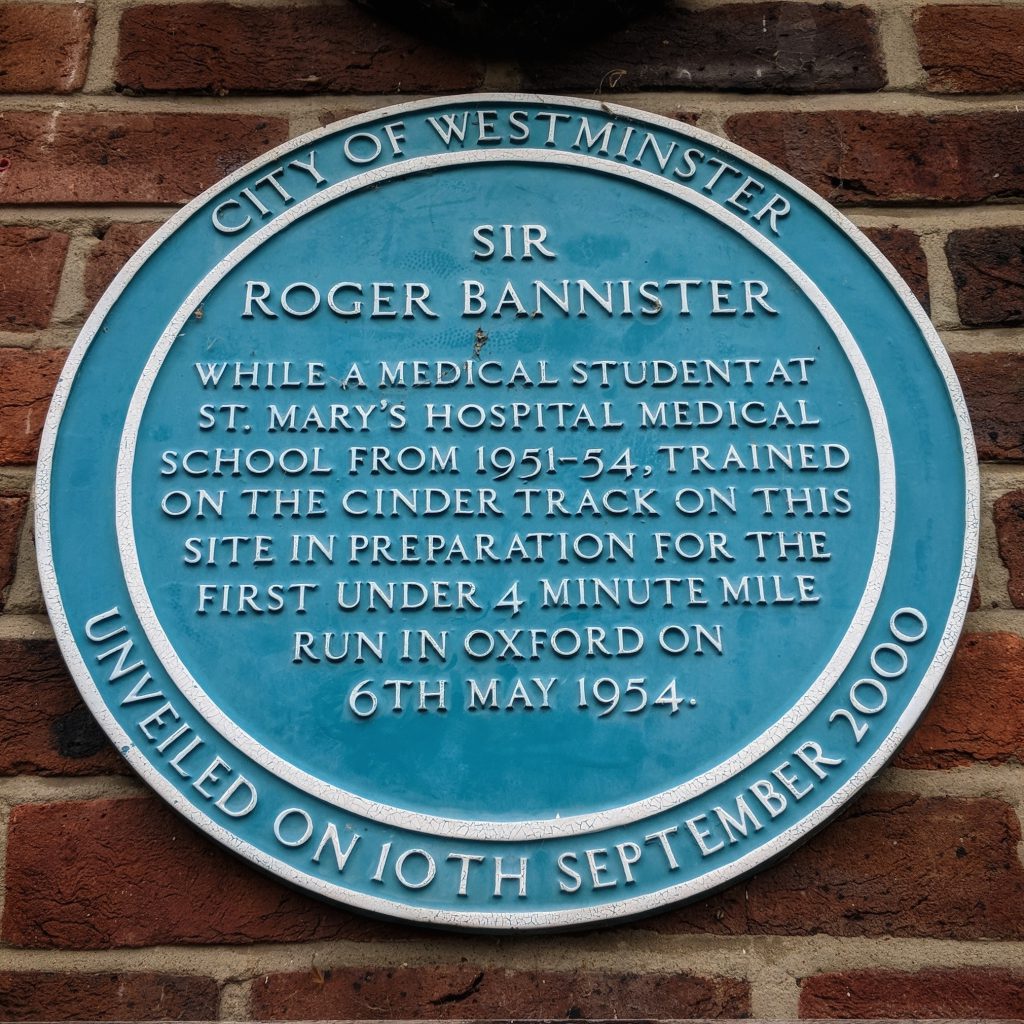 CITY OF WESTMINSTER
SIR
ROGER BANNISTER
WHILE A MEDICAL STUDENT AT
ST. MARY'S HOSPITAL MEDICAL
SCHOOL FROM 1951-54, TRAINED
ON THE CINDER TRACK ON THIS
SITE IN PREPARATION FOR THE
FIRST UNDER 4 MINUTE MILE
RUN IN OXFORD ON
6TH MAY 1954.
UNVEILED ON 10TH SEPTEMBER 2000